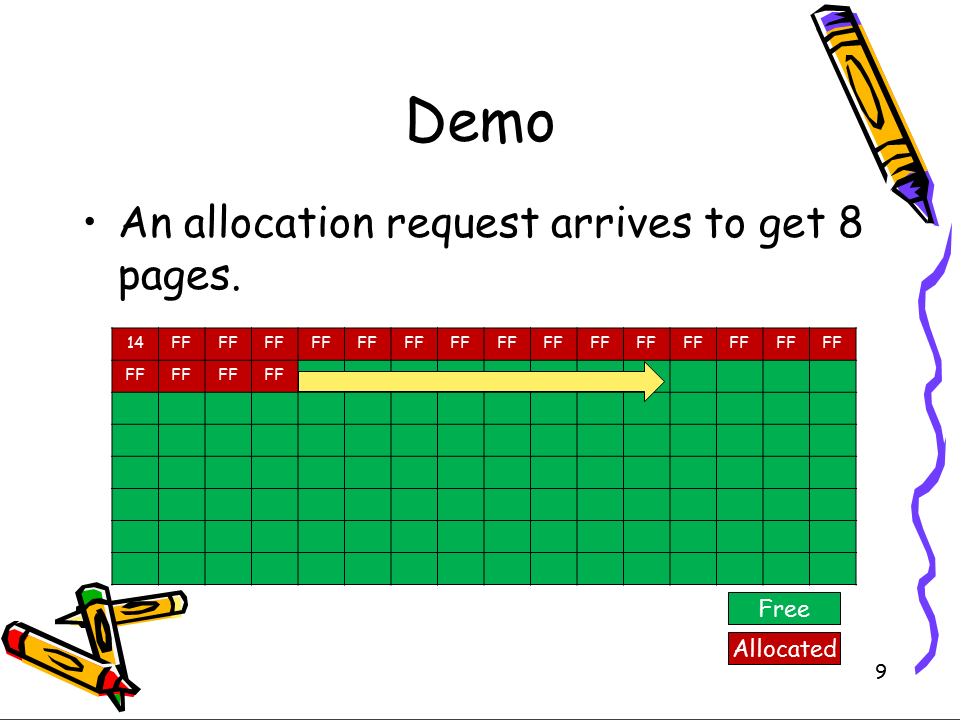 Demo
• An allocation request arrives to get 8
pages.
14 FF FF FF FF FF FF FF FF FF FF FF FF FF FF FF
FF FF FF FF
Free
Allocated
9